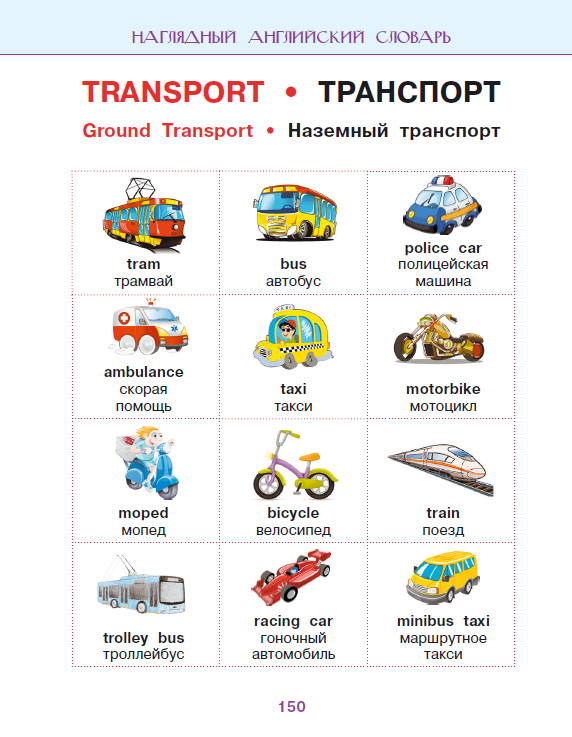 НАГЛЯДНЫЙ АНГЛИЙСКИЙ СЛОВАРЬ
TRANSPORT • ТРАНСПОРТ
Ground Transport • Наземный транспорт
tram
трамвай
bus
автобус
police car
полицейская
машина
ambulance
скорая
помощь
TAXI
taxi
такси
motorbike
мотоцикл
moped
мопед
bicycle
велосипед
train
поезд
trolley bus
троллейбус
racing car
гоночный
автомобиль
minibus taxi
маршрутное
такси
150